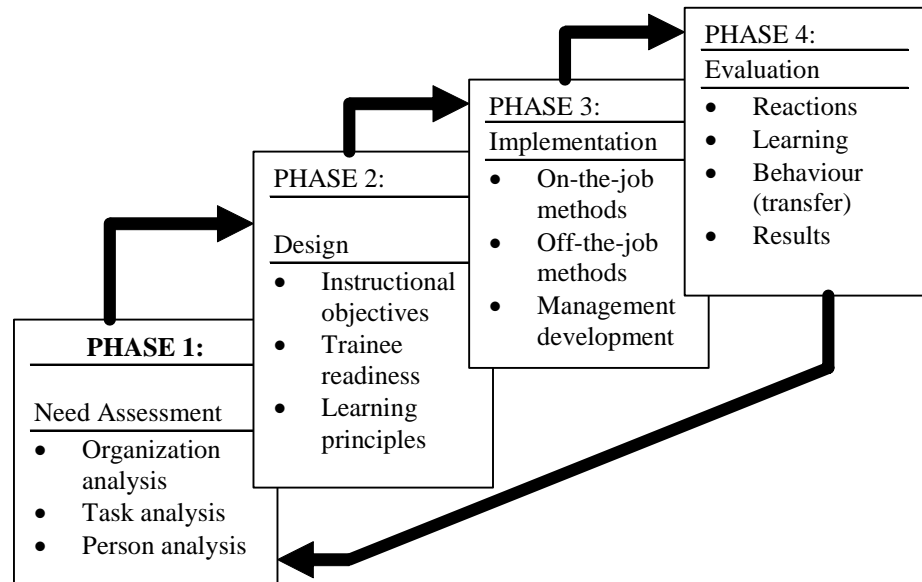 PHASE 1:
Need Assessment
• Organization
analysis
• Task analysis
• Person analysis
PHASE 2:
Design
• Instructional
objectives
• Trainee
readiness
• Learning
principles
PHASE 3:
Implementation
• On-the-job
methods
• Off-the-job
methods
• Management
development
PHASE 4:
Evaluation
• Reactions
• Learning
• Behaviour
(transfer)
• Results